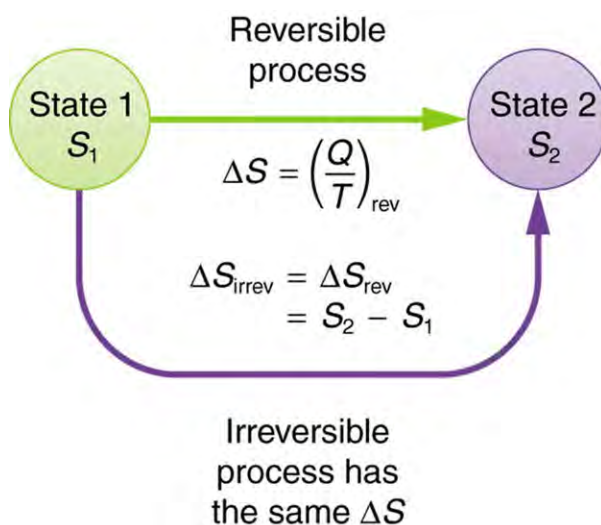 Reversible
process
State 1
S₁
State 2
S₂
ΔS = (Q/T)rev
ΔSirrev = ΔSrev
= S₂ − S₁
Irreversible
process has
the same ΔS